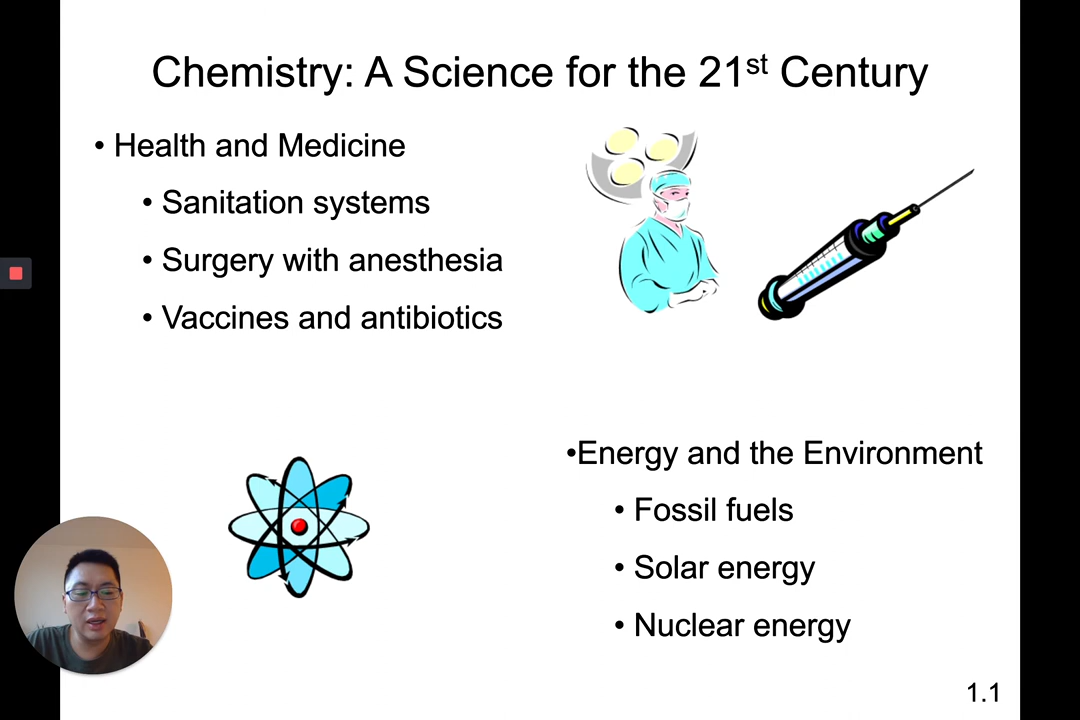 Chemistry: A Science for the 21st Century
• Health and Medicine
• Sanitation systems
• Surgery with anesthesia
• Vaccines and antibiotics
•Energy and the Environment
• Fossil fuels
• Solar energy
• Nuclear energy
1.1